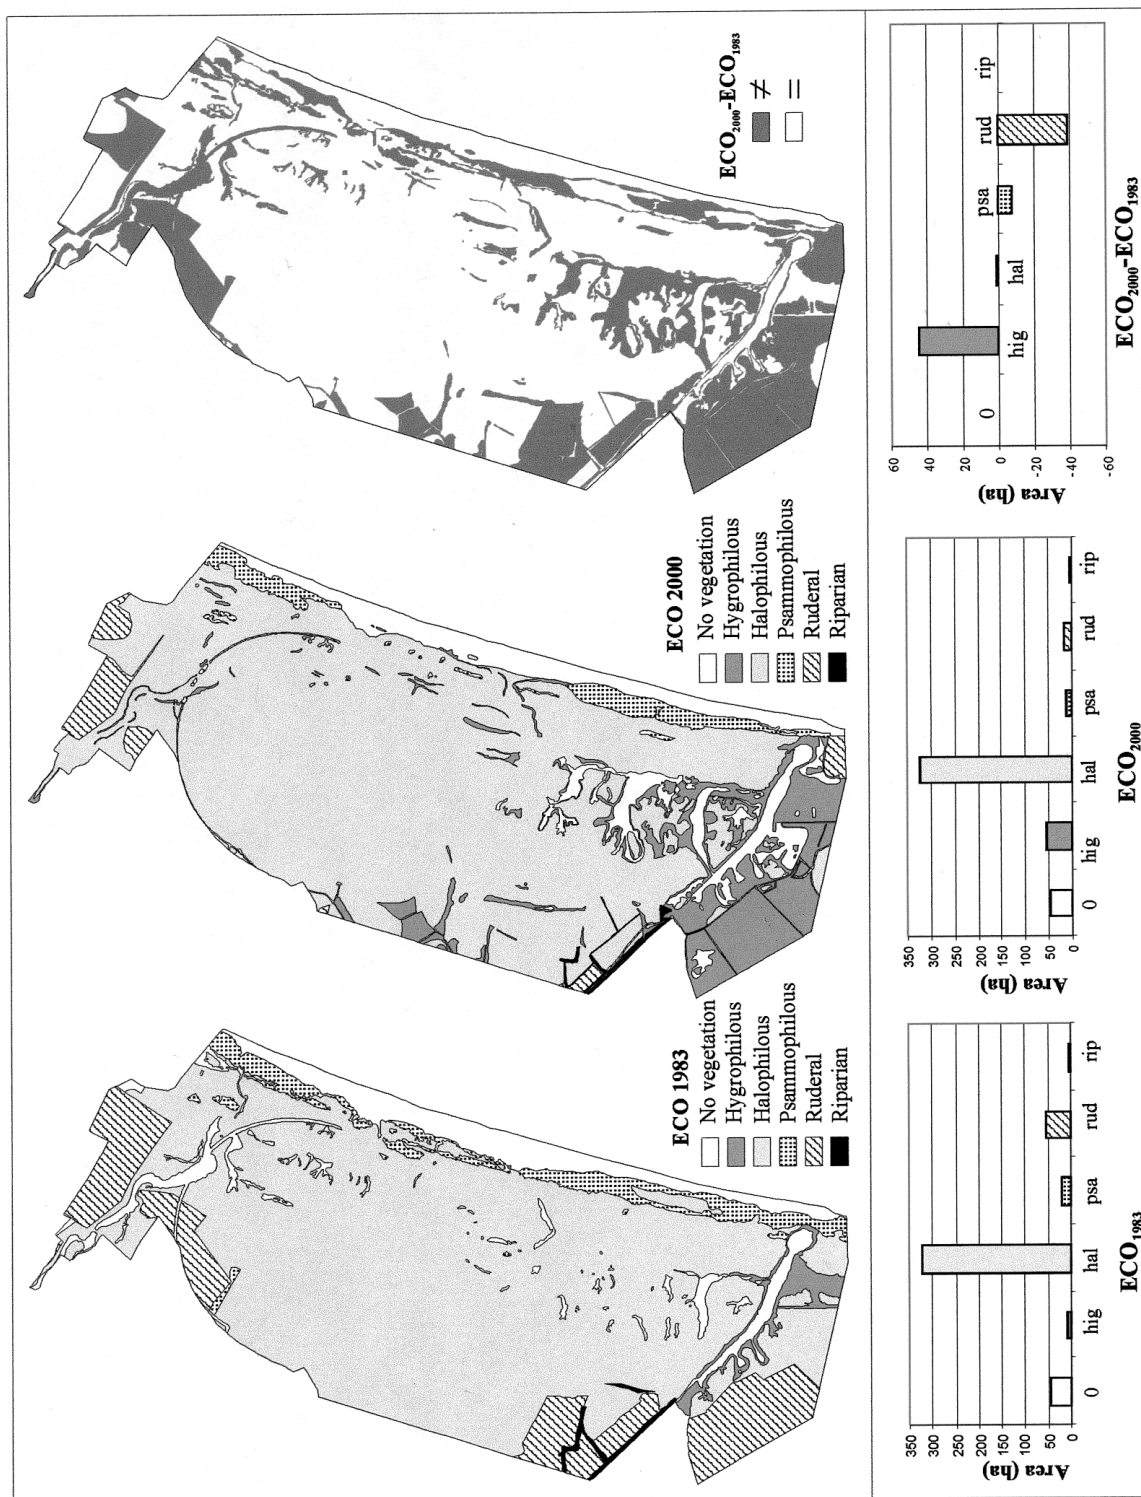 ECO 1983
No vegetation
Hygrophilous
Halophilous
Psammophilous
Ruderal
Riparian
ECO 2000
No vegetation
Hygrophilous
Halophilous
Psammophilous
Ruderal
Riparian
ECO2000-ECO1983
≠
=
Area (ha)
350
300
250
200
150
100
50
0
0
hig
hal
psa
rud
rip
ECO1983
Area (ha)
350
300
250
200
150
100
50
0
0
hig
hal
psa
rud
rip
ECO2000
Area (ha)
60
40
20
0
-20
-40
-60
0
hig
hal
psa
rud
rip
ECO2000-ECO1983